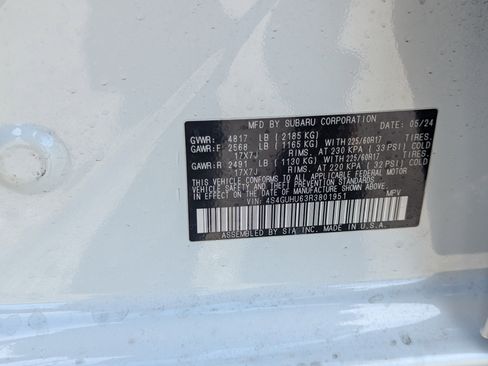 MFD BY SUBARU CORPORATION DATE: 05/24
GVWR: 4817 LB (2185 KG)
GAWR:F 2568 LB (1165 KG) WITH 225/60R17 TIRES.
17X7J RIMS. AT 230 KPA (33 PSI) COLD
GAWR:R 2491 LB (1130 KG) WITH 225/60R17 TIRES.
17X7J RIMS. AT 220 KPA (32 PSI) COLD
THIS VEHICLE CONFORMS TO ALL APPLICABLE FEDERAL MOTOR
VEHICLE SAFETY STANDARDS IN EFFECT ON THE DATE OF
MANUFACTURE SHOWN ABOVE.
VIN: 4S4GUHU63R3801951 MPV
ASSEMBLED BY SIA INC. MADE IN U.S.A.